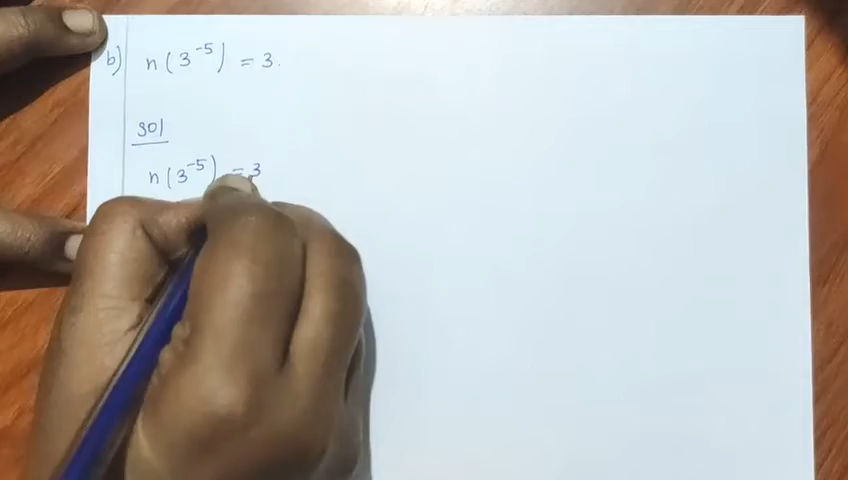 b) n(3⁻⁵) = 3.
sol
n(3⁻⁵) = 3